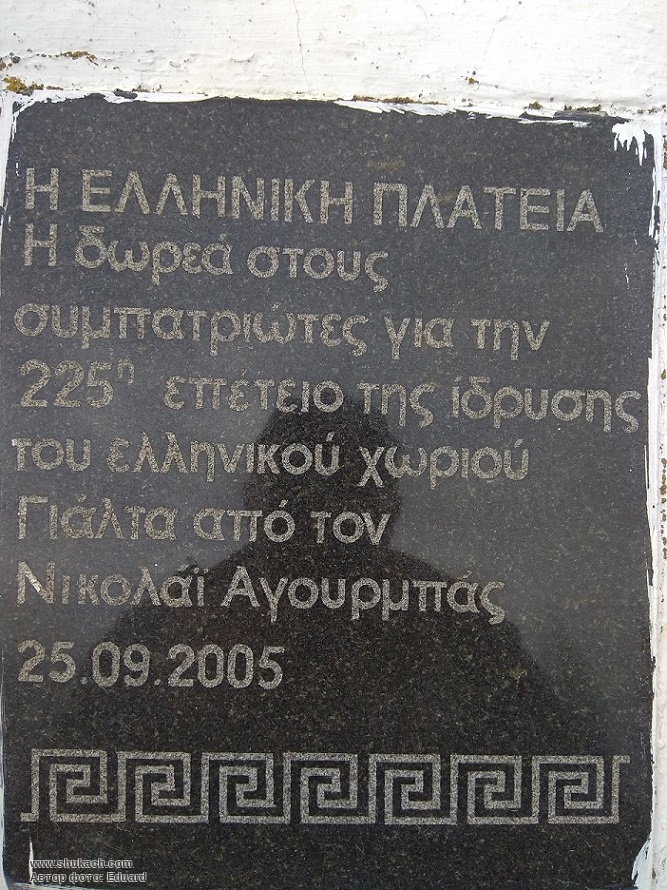 Η ΕΛΛΗΝΙΚΗ ΠΛΑΤΕΙΑ
Η δωρεά στους
συμπατριώτες για την
225η επέτειο της ίδρυσης
του ελληνικού χωριού
Γιάλτα από τον
Νικολάϊ Αγουρμπάς
25.09.2005
www.shukach.com
Автор фото: Eduard